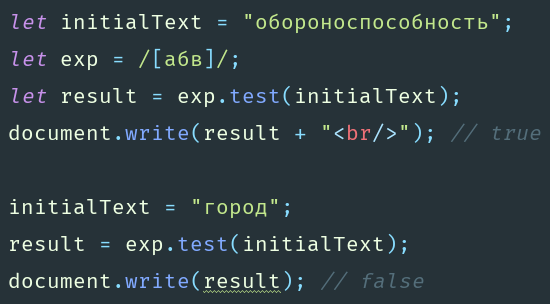 let initialText = "обороноспособность";
let exp = /[абв]/;
let result = exp.test(initialText);
document.write(result + "<br/>"); // true
initialText = "город";
result = exp.test(initialText);
document.write(result); // false